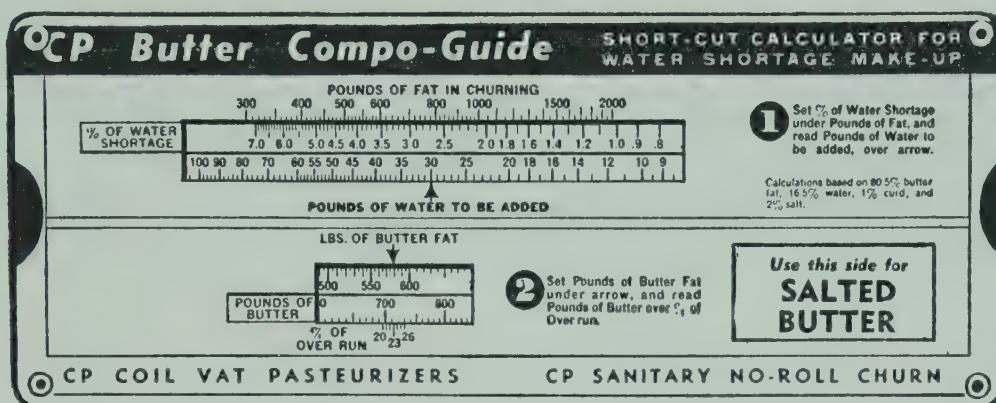 CP Butter Compo-Guide
SHORT-CUT CALCULATOR FOR
WATER SHORTAGE MAKE-UP
POUNDS OF FAT IN CHURNING
300 400 500 600 800 1000 1500 2000
% OF WATER
SHORTAGE
7.0 6.0 5.0 4.5 4.0 3.5 3.0 2.5 2.0 1.8 1.6 1.4 1.2 1.0 .9 .8
100 90 80 70 60 55 50 45 40 35 30 25 20 18 16 14 12 10 9
POUNDS OF WATER TO BE ADDED
1
Set % of Water Shortage
under Pounds of Fat, and
read Pounds of Water to
be added, over arrow.
Calculations based on 80.5% butter
fat, 16.5% water, 1% curd, and
2% salt.
LBS. OF BUTTER FAT
500 550 600
POUNDS OF
BUTTER
0 700 800
% OF
OVER RUN
20 23 26
2
Set Pounds of Butter Fat
under arrow, and read
Pounds of Butter over % of
Over run.
Use this side for
SALTED
BUTTER
CP COIL VAT PASTEURIZERS
CP SANITARY NO-ROLL CHURN